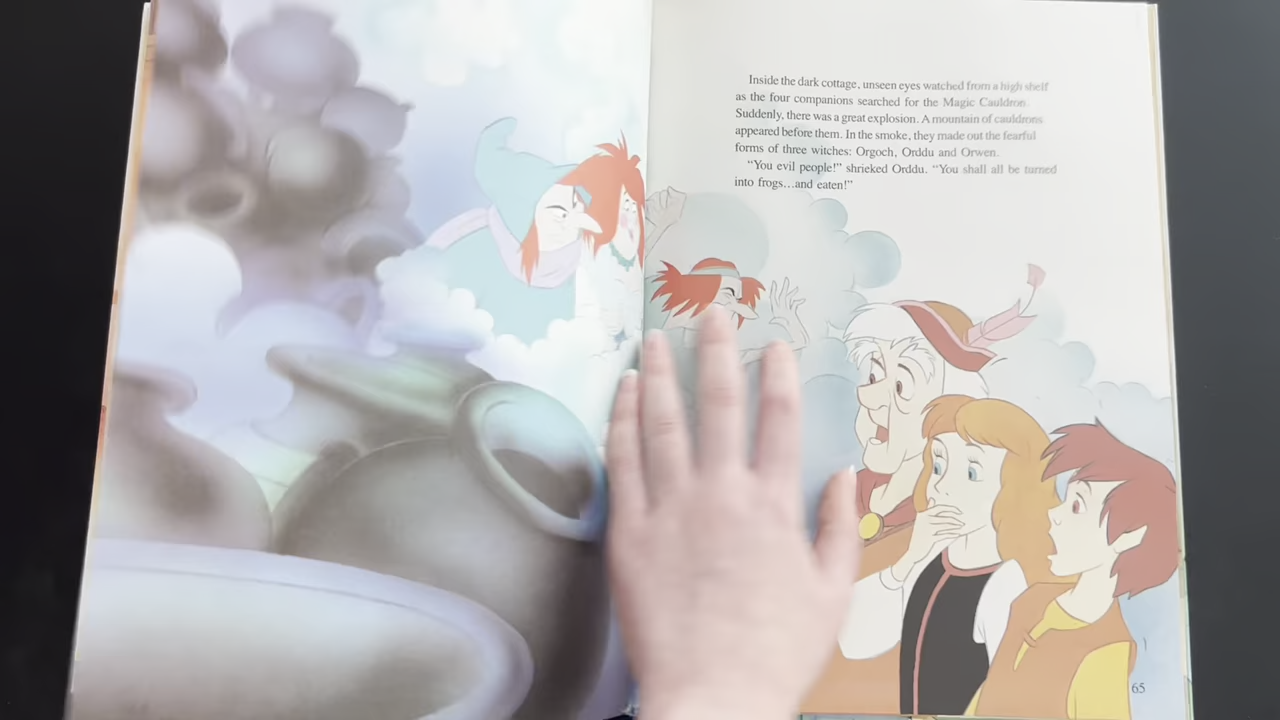 Inside the dark cottage, unseen eyes watched from a high shelf
as the four companions searched for the Magic Cauldron.
Suddenly, there was a great explosion. A mountain of cauldrons
appeared before them. In the smoke, they made out the fearful
forms of three witches: Orgoch, Orddu and Orwen.
"You evil people!" shrieked Orddu. "You shall all be turned
into frogs...and eaten!"
65